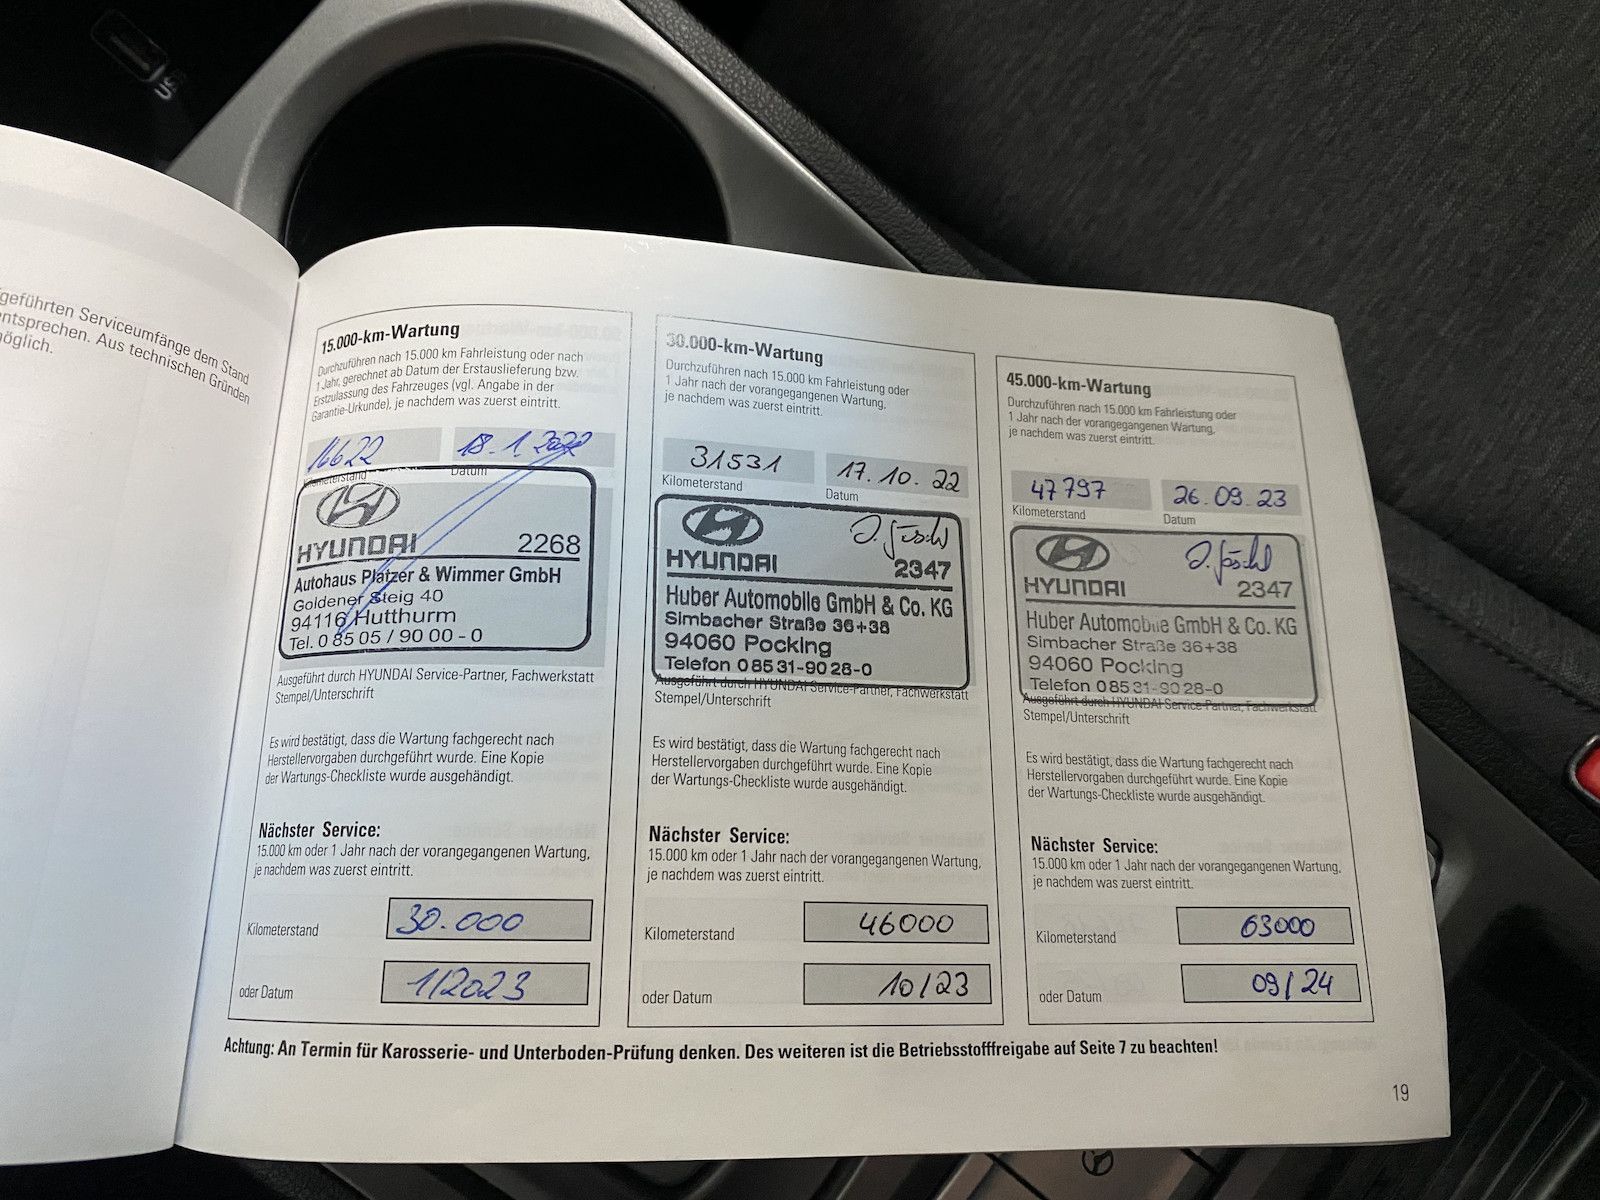 geführten Serviceumfänge dem Stand
entsprechen. Aus technischen Gründen
möglich.
15.000-km-Wartung
Durchzuführen nach 15.000 km Fahrleistung oder nach
1 Jahr, gerechnet ab Datum der Erstauslieferung bzw.
Erstzulassung des Fahrzeuges (vgl. Angabe in der
Garantie-Urkunde), je nachdem was zuerst eintritt.
16622 18.1.2022
Kilometerstand Datum
HYUNDAI 2268
Autohaus Platzer & Wimmer GmbH
Goldener Steig 40
94116 Hutthurm
Tel. 0 85 05 / 90 00 - 0
Ausgeführt durch HYUNDAI Service-Partner, Fachwerkstatt
Stempel/Unterschrift
Es wird bestätigt, dass die Wartung fachgerecht nach
Herstellervorgaben durchgeführt wurde. Eine Kopie
der Wartungs-Checkliste wurde ausgehändigt.
Nächster Service:
15.000 km oder 1 Jahr nach der vorangegangenen Wartung,
je nachdem was zuerst eintritt.
Kilometerstand 30.000
oder Datum 1/2023
30.000-km-Wartung
Durchzuführen nach 15.000 km Fahrleistung oder
1 Jahr nach der vorangegangenen Wartung,
je nachdem was zuerst eintritt.
31531 17.10.22
Kilometerstand Datum
HYUNDAI 2347
Huber Automobile GmbH & Co. KG
Simbacher Straße 36+38
94060 Pocking
Telefon 0 85 31-90 28-0
Ausgeführt durch HYUNDAI Service-Partner, Fachwerkstatt
Stempel/Unterschrift
Es wird bestätigt, dass die Wartung fachgerecht nach
Herstellervorgaben durchgeführt wurde. Eine Kopie
der Wartungs-Checkliste wurde ausgehändigt.
Nächster Service:
15.000 km oder 1 Jahr nach der vorangegangenen Wartung,
je nachdem was zuerst eintritt.
Kilometerstand 46000
oder Datum 10/23
45.000-km-Wartung
Durchzuführen nach 15.000 km Fahrleistung oder
1 Jahr nach der vorangegangenen Wartung,
je nachdem was zuerst eintritt.
47797 26.09.23
Kilometerstand Datum
HYUNDAI 2347
Huber Automobile GmbH & Co. KG
Simbacher Straße 36+38
94060 Pocking
Telefon 0 85 31-90 28-0
Ausgeführt durch HYUNDAI Service-Partner, Fachwerkstatt
Stempel/Unterschrift
Es wird bestätigt, dass die Wartung fachgerecht nach
Herstellervorgaben durchgeführt wurde. Eine Kopie
der Wartungs-Checkliste wurde ausgehändigt.
Nächster Service:
15.000 km oder 1 Jahr nach der vorangegangenen Wartung,
je nachdem was zuerst eintritt.
Kilometerstand 63000
oder Datum 09/24
Achtung: An Termin für Karosserie- und Unterboden-Prüfung denken. Des weiteren ist die Betriebsstofffreigabe auf Seite 7 zu beachten!
19